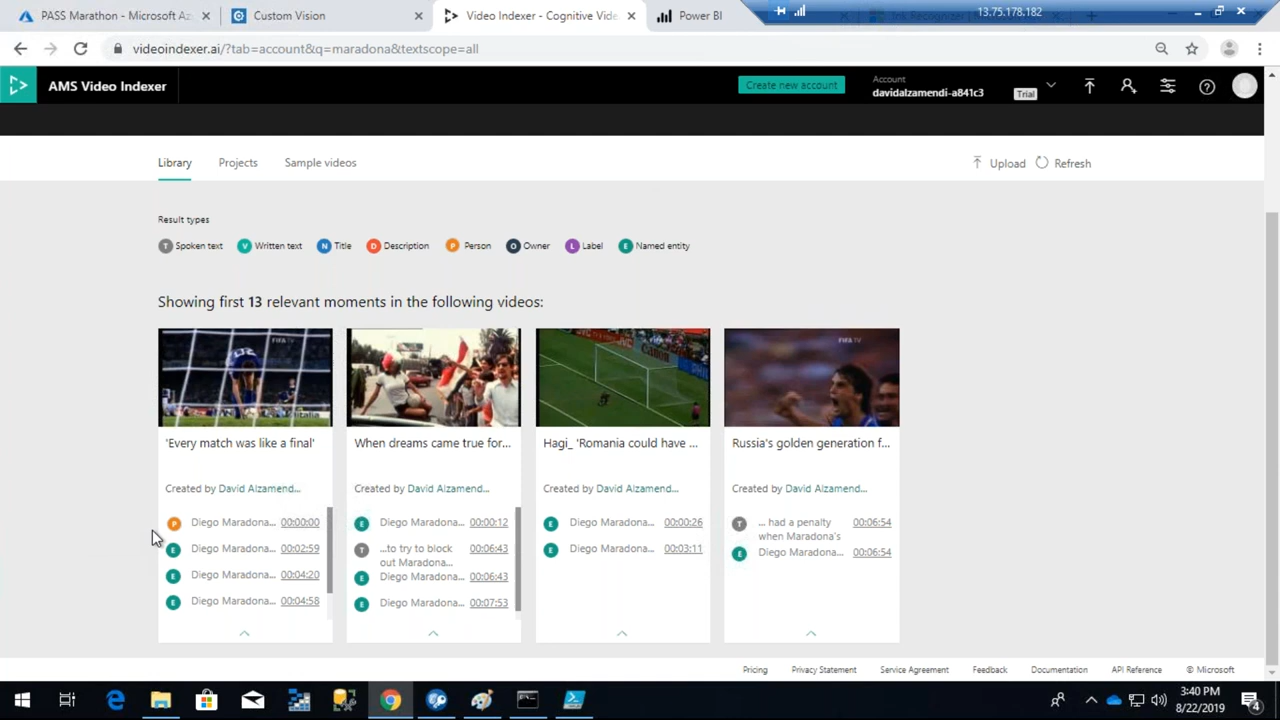 PASS Marathon - Microsoft Az
Custom Vision
Video Indexer - Cognitive Vide
Power BI
13.75.178.182
videoindexer.ai/?tab=account&q=maradona&textscope=all
AMS Video Indexer
Create new account
Account
davidalzamendi-a841c3
Trial
Library
Projects
Sample videos
Upload
Refresh
Result types
T Spoken text
V Written text
N Title
D Description
P Person
O Owner
L Label
E Named entity
Showing first 13 relevant moments in the following videos:
FIFA TV
'Every match was like a final'
Created by David Alzamend...
P Diego Maradona... 00:00:00
E Diego Maradona... 00:02:59
E Diego Maradona... 00:04:20
E Diego Maradona... 00:04:58
When dreams came true for...
Created by David Alzamend...
E Diego Maradona... 00:00:12
T ...to try to block 00:06:43
out Maradona...
E Diego Maradona... 00:06:43
E Diego Maradona... 00:07:53
FIFA TV
Canon
Hagi_ 'Romania could have ...
Created by David Alzamend...
E Diego Maradona... 00:00:26
E Diego Maradona... 00:03:11
FIFA TV
Russia's golden generation f...
Created by David Alzamend...
T ... had a penalty 00:06:54
when Maradona's
E Diego Maradona... 00:06:54
Pricing
Privacy Statement
Service Agreement
Feedback
Documentation
API Reference
© Microsoft
3:40 PM
8/22/2019
4